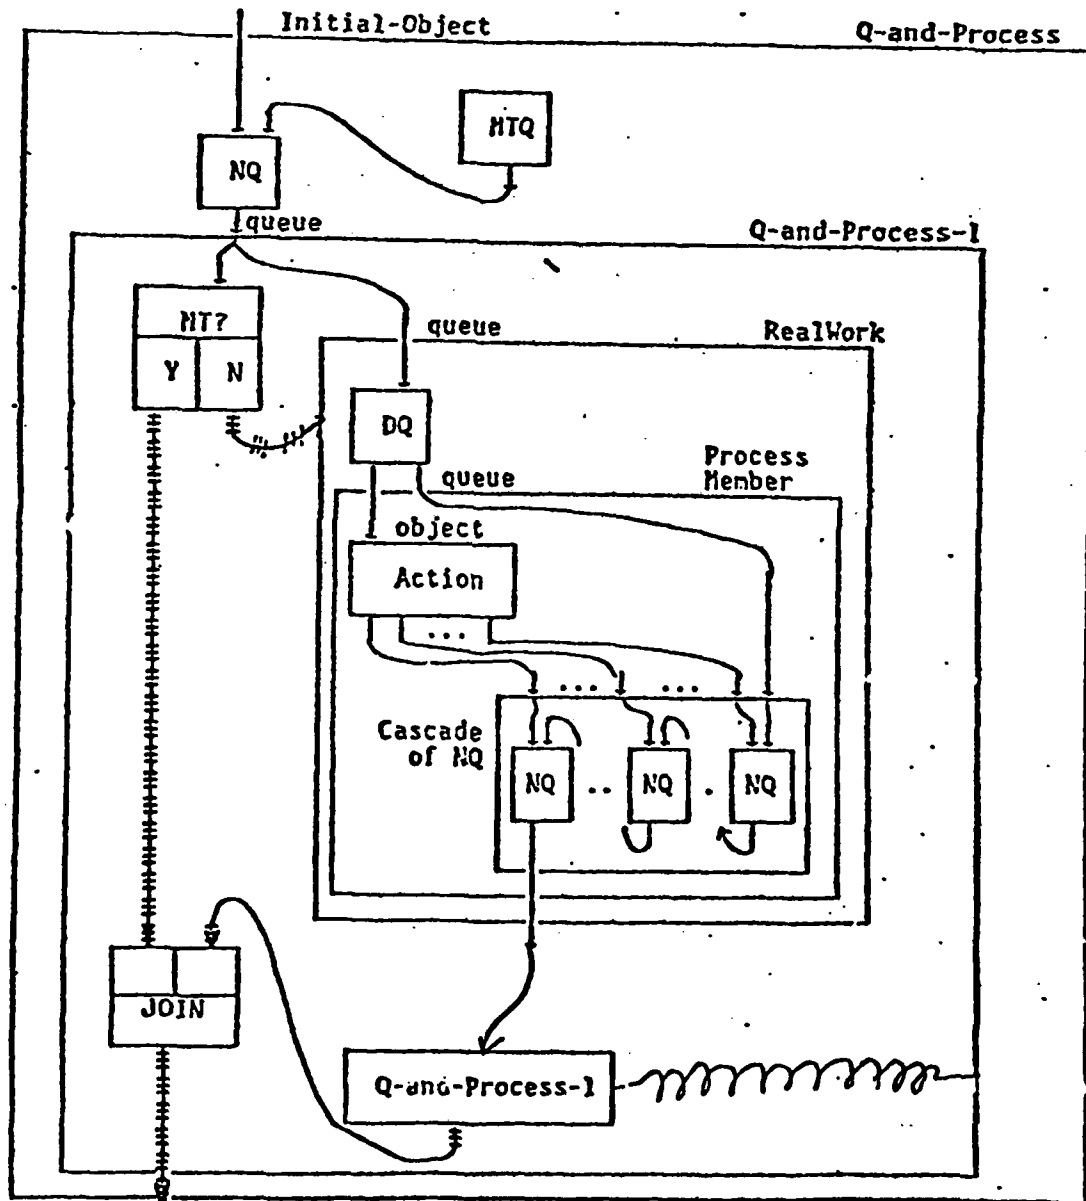 Initial-Object
Q-and-Process
MTQ
NQ
queue
Q-and-Process-1
MT?
Y N
queue
RealWork
DQ
queue
Process
Member
object
Action
...
... ...
Cascade
of NQ
NQ .. NQ . NQ
JOIN
Q-and-Process-1